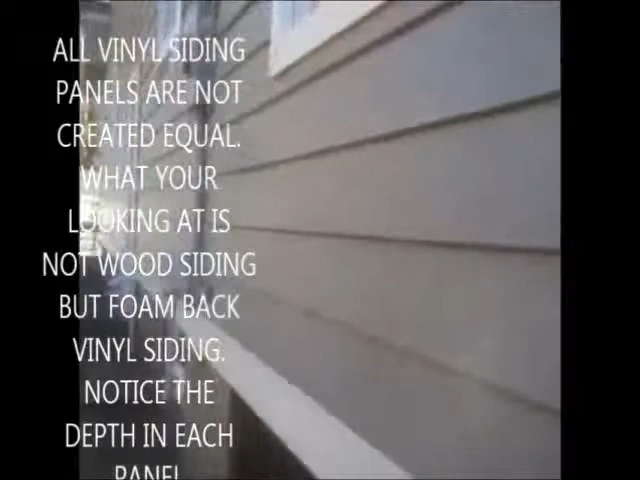 ALL VINYL SIDING
PANELS ARE NOT
CREATED EQUAL.
WHAT YOUR
LOOKING AT IS
NOT WOOD SIDING
BUT FOAM BACK
VINYL SIDING.
NOTICE THE
DEPTH IN EACH
PANEL